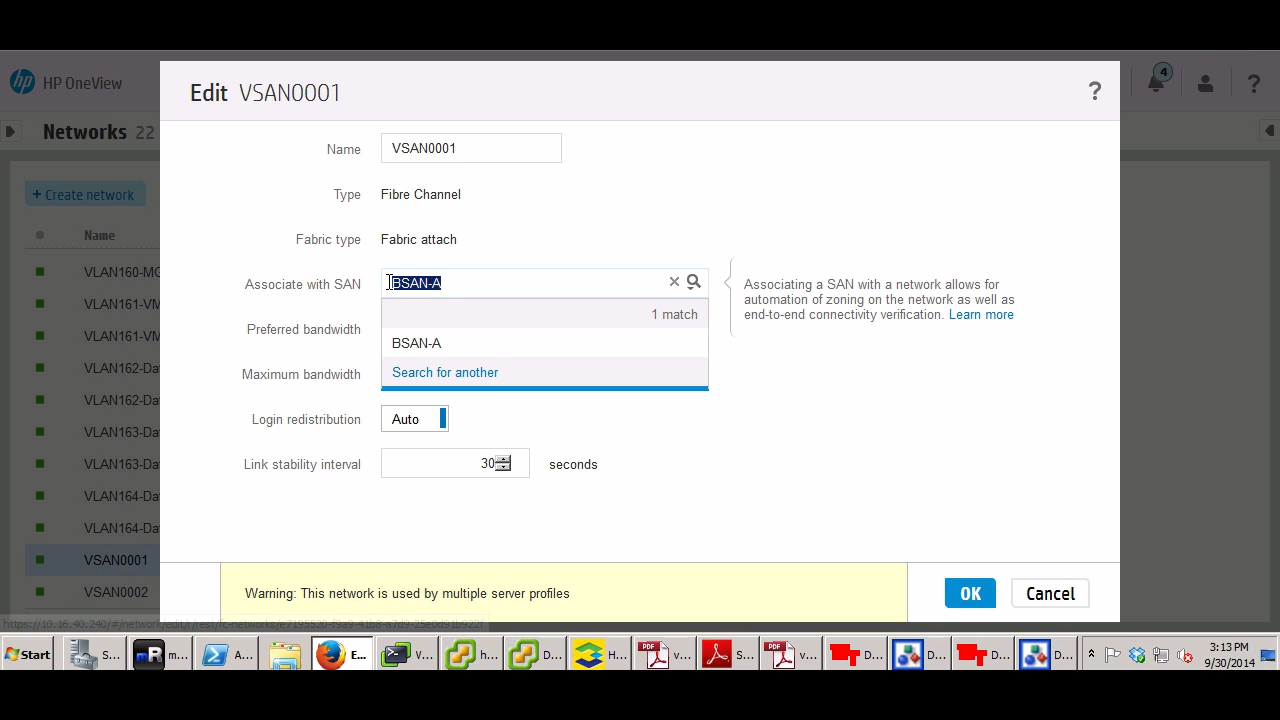 hp HP OneView
4
?
Edit VSAN0001
?
Networks 22
Name VSAN0001
Type Fibre Channel
+ Create network
Name
Fabric type Fabric attach
VLAN160-MG
Associate with SAN BSAN-A
Associating a SAN with a network allows for
automation of zoning on the network as well as
end-to-end connectivity verification. Learn more
VLAN161-VM
1 match
Preferred bandwidth
VLAN161-VM
BSAN-A
VLAN162-Da
Maximum bandwidth
Search for another
VLAN162-Da
Login redistribution Auto
VLAN163-Da
VLAN163-Da
Link stability interval 30 seconds
VLAN164-Da
VLAN164-Da
VSAN0001
VSAN0002
Warning: This network is used by multiple server profiles
OK Cancel
Start S... mR m... A... E... V... h... D... H... PDF v... S... PDF v... D... D... D... D...
3:13 PM
9/30/2014